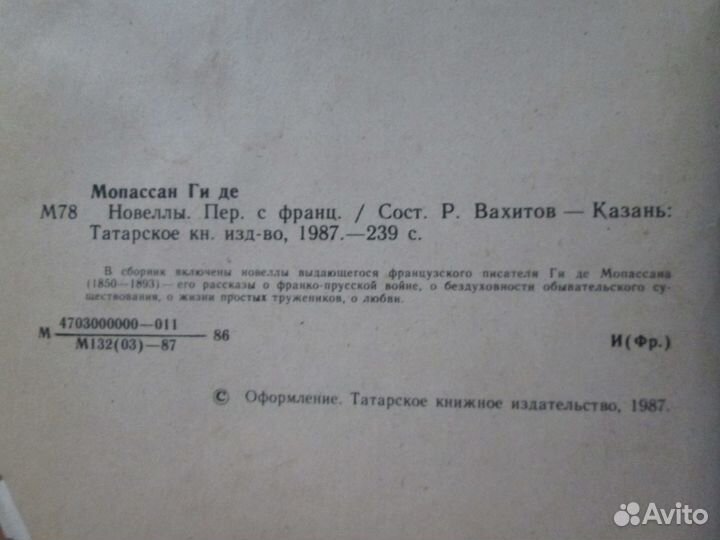 Мопассан Ги де
М78 Новеллы. Пер. с франц. / Сост. Р. Вахитов — Казань:
Татарское кн. изд-во, 1987.—239 с.
В сборник включены новеллы выдающегося французского писателя Ги де Мопассана
(1850—1893)— его рассказы о франко-прусской войне, о бездуховности обывательского су-
ществования, о жизни простых тружеников, о любви.
4703000000—011
М 86
М132(03)—87
И(Фр.)
© Оформление. Татарское книжное издательство, 1987.
Avito